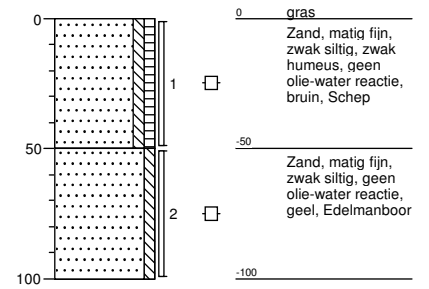 0
0
gras
Zand, matig fijn,
zwak siltig, zwak
humeus, geen
olie-water reactie,
bruin, Schep
1
50
-50
Zand, matig fijn,
zwak siltig, geen
olie-water reactie,
geel, Edelmanboor
2
100
-100